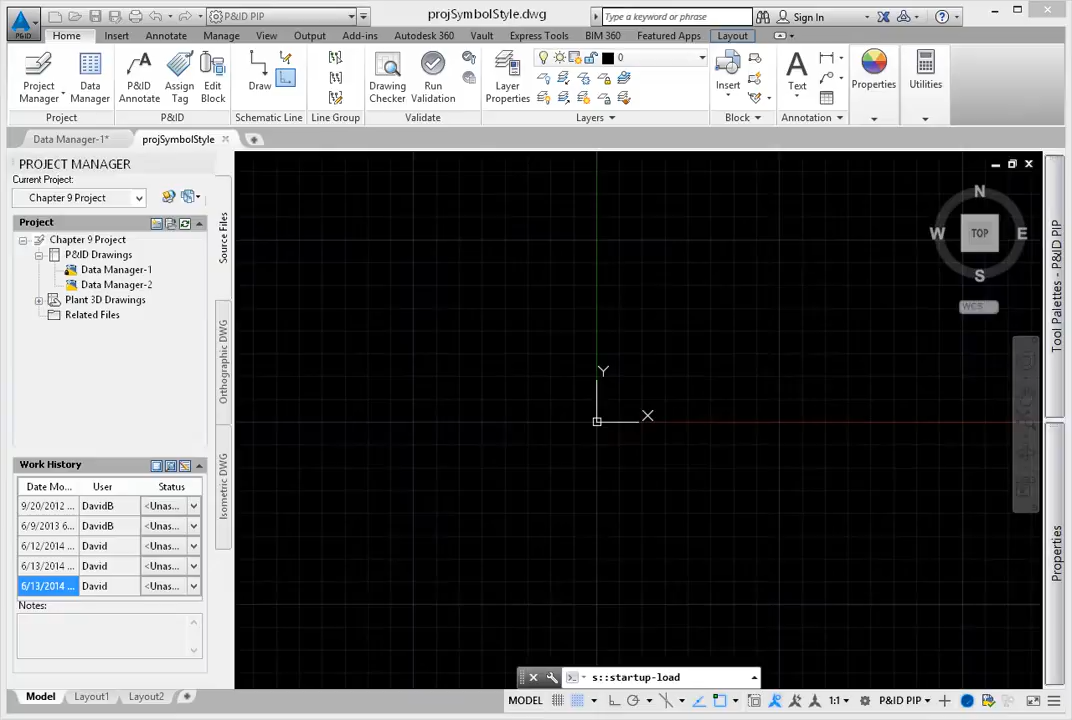 P&ID PIP
projSymbolStyle.dwg
Type a keyword or phrase
Sign In
P&ID
Home
Insert
Annotate
Manage
View
Output
Add-ins
Autodesk 360
Vault
Express Tools
BIM 360
Featured Apps
Layout
Project Manager
Data Manager
P&ID Annotate
Assign Tag
Edit Block
Draw
Drawing Checker
Run Validation
Layer Properties
0
Insert
Text
Properties
Utilities
Project
P&ID
Schematic Line
Line Group
Validate
Layers
Block
Annotation
Data Manager-1*
projSymbolStyle
PROJECT MANAGER
Current Project:
Chapter 9 Project
Project
Chapter 9 Project
P&ID Drawings
Data Manager-1
Data Manager-2
Plant 3D Drawings
Related Files
Source Files
Orthographic DWG
Isometric DWG
Work History
Date Mo... User Status
9/20/2012 ... DavidB <Unas...
6/9/2013 6... DavidB <Unas...
6/12/2014 ... David <Unas...
6/13/2014 ... David <Unas...
6/13/2014 ... David <Unas...
Notes:
Y
X
N
W
TOP
E
S
WCS
Tool Palettes - P&ID PIP
Properties
s::startup-load
Model
Layout1
Layout2
MODEL
1:1
P&ID PIP